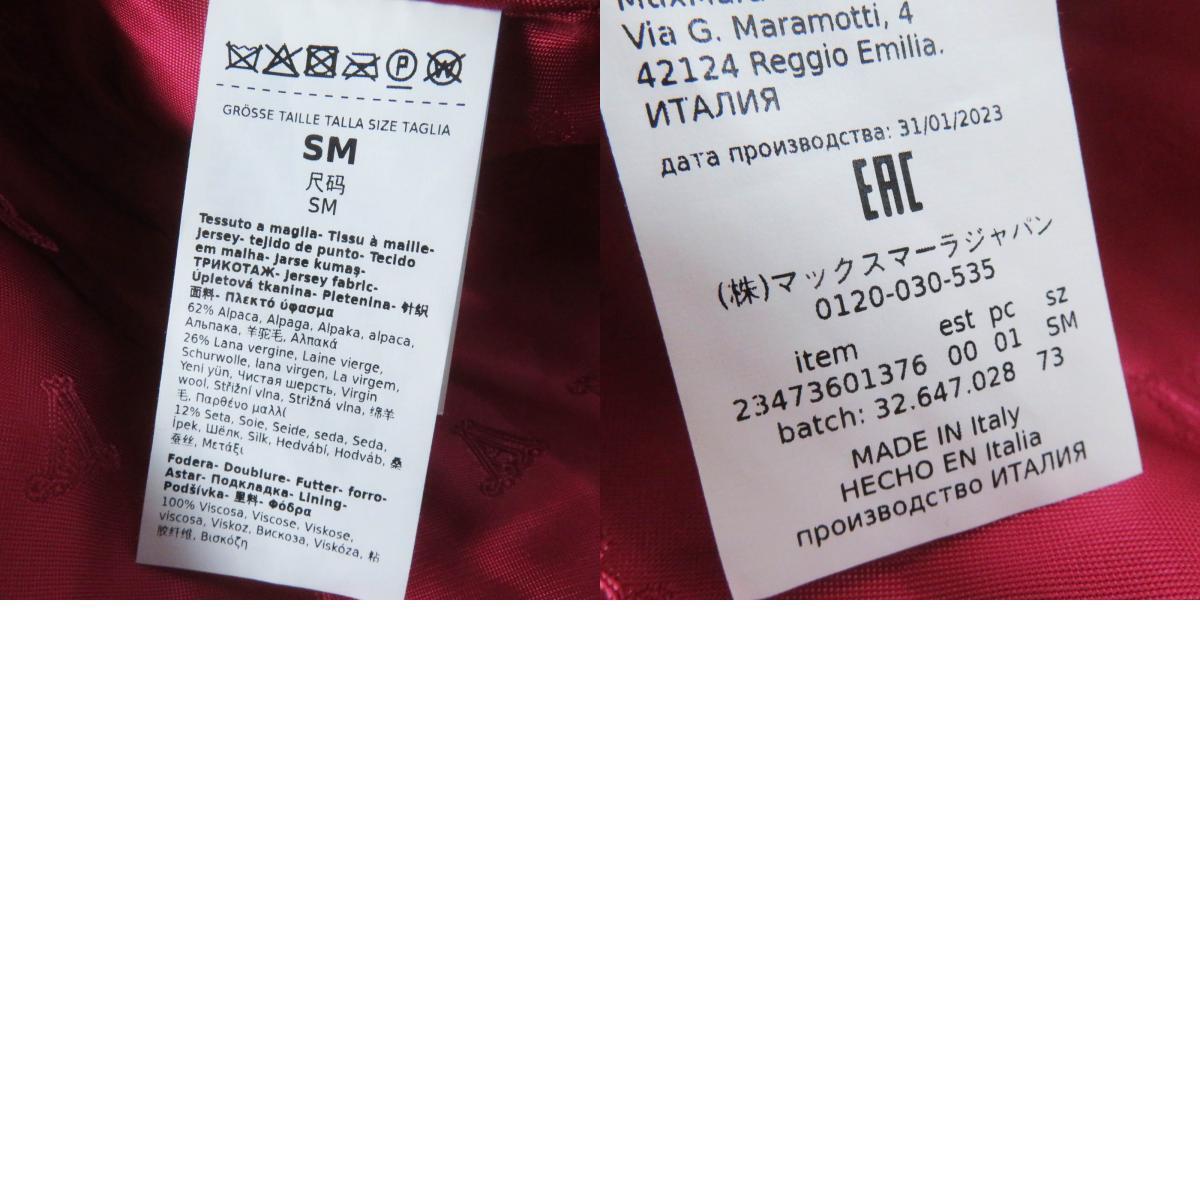 GRÖSSE TAILLE TALLA SIZE TAGLIA
SM
尺码
SM
Tessuto a maglia- Tissu à maille-
Jersey- tejido de punto- Tecido
em malha- Jarse kumaş-
ТРИКОТАЖ- Jersey fabric-
Úpletová tkanina- Pletenina- 针织
面料- Πλεκτό ύφασμα
62% Alpaca, Alpaga, Alpaka, alpaca,
Альпака, 羊驼毛, Αλπακά
26% Lana vergine, Laine vierge,
Schurwolle, lana virgen, La virgem,
Yeni yün, Чистая шерсть, Virgin
wool, Střižní vlna, Strižná vlna, 绵羊
毛, Παρθένο μαλλί
12% Seta, Soie, Seide, seda, Seda,
İpek, Шёлк, Silk, Hedvábí, Hodváb, 桑
蚕丝, Μετάξι
Fodera- Doublure- Futter- forro-
Astar- Подкладка- Lining-
Podšívka- 里料- Φόδρα
100% Viscosa, Viscose, Viskose,
viscosa, Viskoz, Вискоза, Viskóza, 粘
胶纤维, Βισκόζη
MaxMara
Via G. Maramotti, 4
42124 Reggio Emilia.
ИТАЛИЯ
дата производства: 31/01/2023
EAC
(株)マックスマーラジャパン
0120-030-535
item est pc sz
23473601376 00 01 SM
batch: 32.647.028 73
MADE IN Italy
HECHO EN Italia
производство ИТАЛИЯ